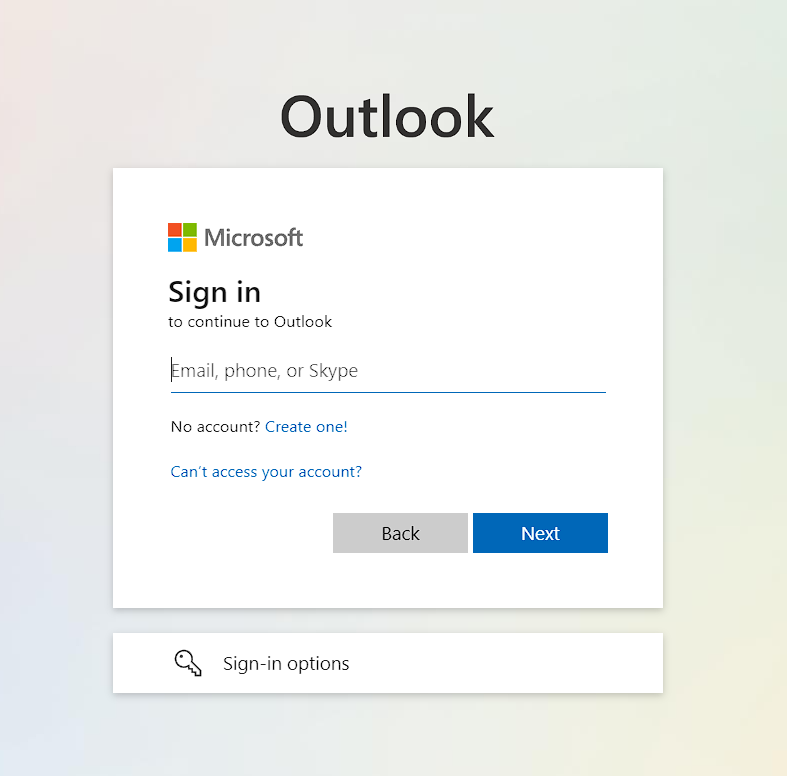 Outlook
Microsoft
Sign in
to continue to Outlook
Email, phone, or Skype
No account? Create one!
Can’t access your account?
Back Next
Sign-in options